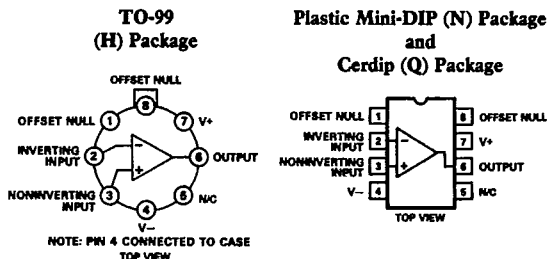 TO-99
(H) Package
OFFSET NULL
8
OFFSET NULL
1
7
V+
INVERTING
INPUT
2
−
+
6
OUTPUT
NONINVERTING
INPUT
3
5
N/C
4
V−
NOTE: PIN 4 CONNECTED TO CASE
TOP VIEW
Plastic Mini-DIP (N) Package
and
Cerdip (Q) Package
OFFSET NULL
1
8
OFFSET NULL
INVERTING
INPUT
2
−
7
V+
NONINVERTING
INPUT
3
+
6
OUTPUT
V−
4
5
N/C
TOP VIEW